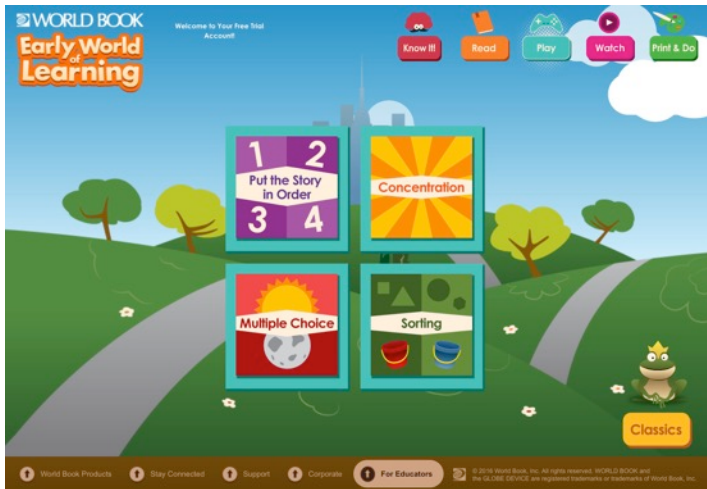 WORLD BOOK
Early World
of
Learning
Welcome to Your Free Trial
Account!
Know It!
Read
Play
Watch
Print & Do
1 2
Put the Story
in Order
3 4
Concentration
Multiple Choice
Sorting
Classics
World Book Products
Stay Connected
Support
Corporate
For Educators
© 2016 World Book, Inc. All rights reserved. WORLD BOOK and
the GLOBE DEVICE are registered trademarks or trademarks of World Book, Inc.